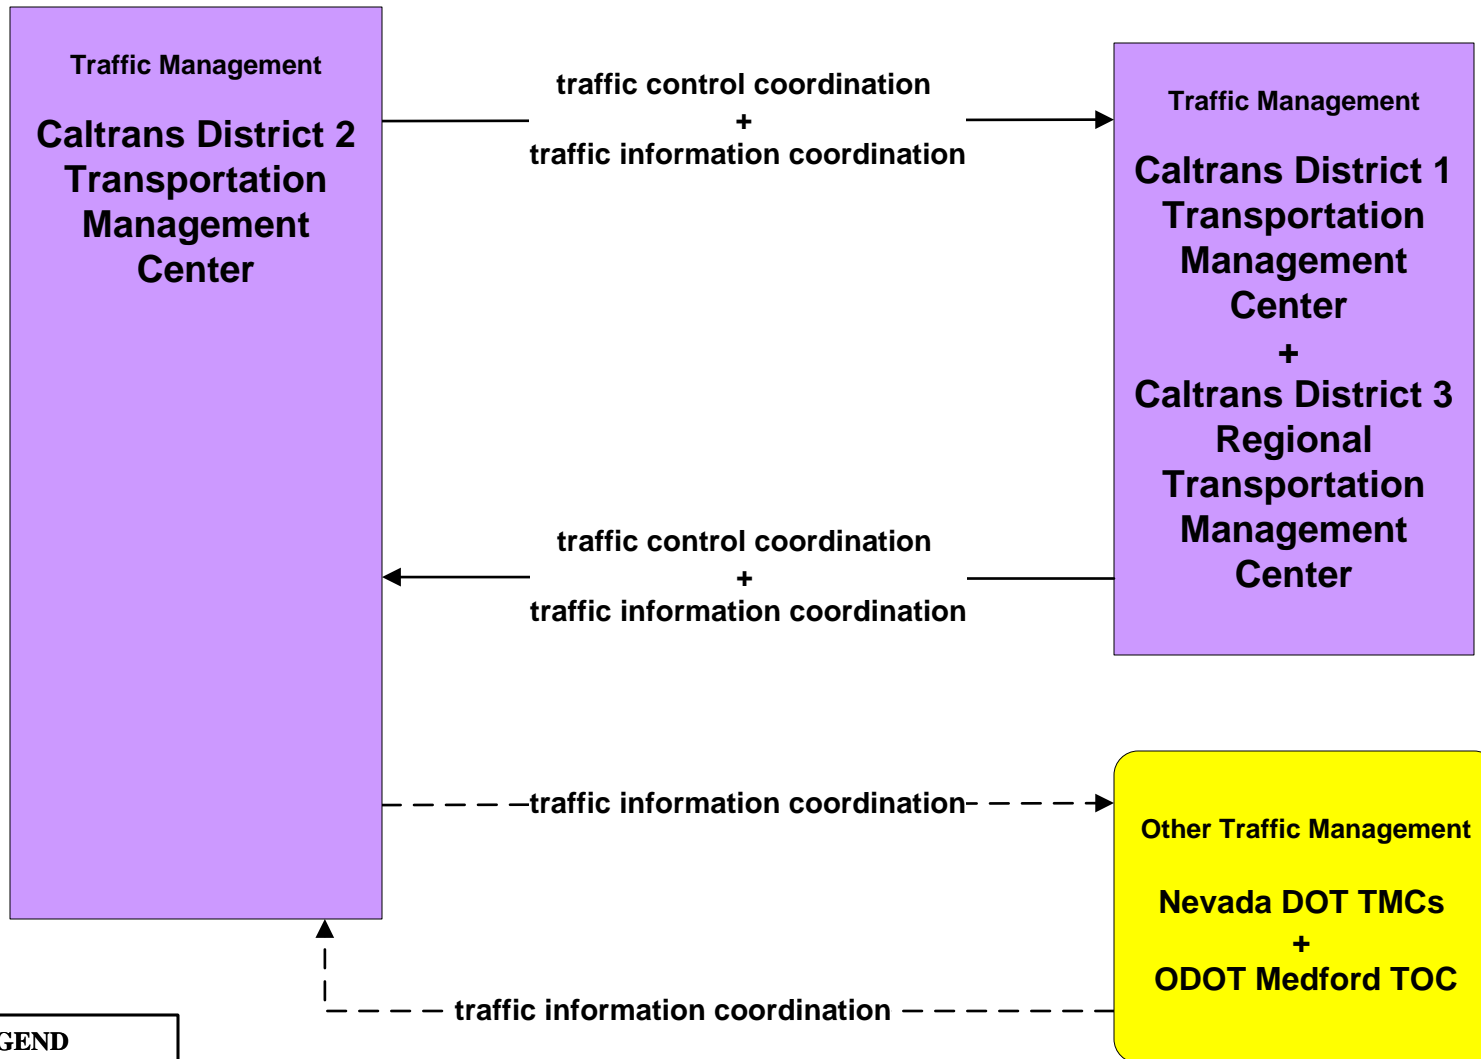 Traffic Management
Caltrans District 2
Transportation
Management
Center
traffic control coordination
+
traffic information coordination
Traffic Management
Caltrans District 1
Transportation
Management
Center
+
Caltrans District 3
Regional
Transportation
Management
Center
traffic control coordination
+
traffic information coordination
traffic information coordination
Other Traffic Management
Nevada DOT TMCs
+
ODOT Medford TOC
traffic information coordination
GEND